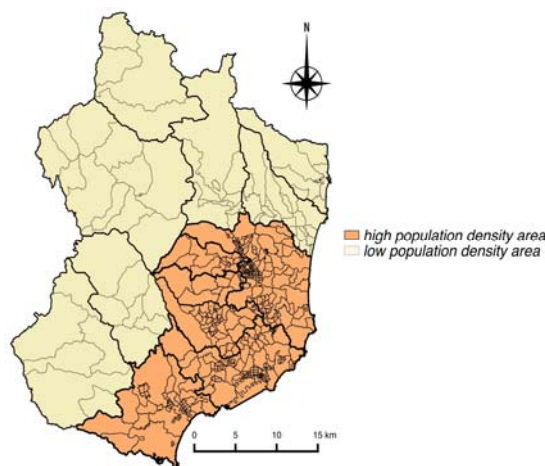 N
high population density area
low population density area
0 5 10 15 km